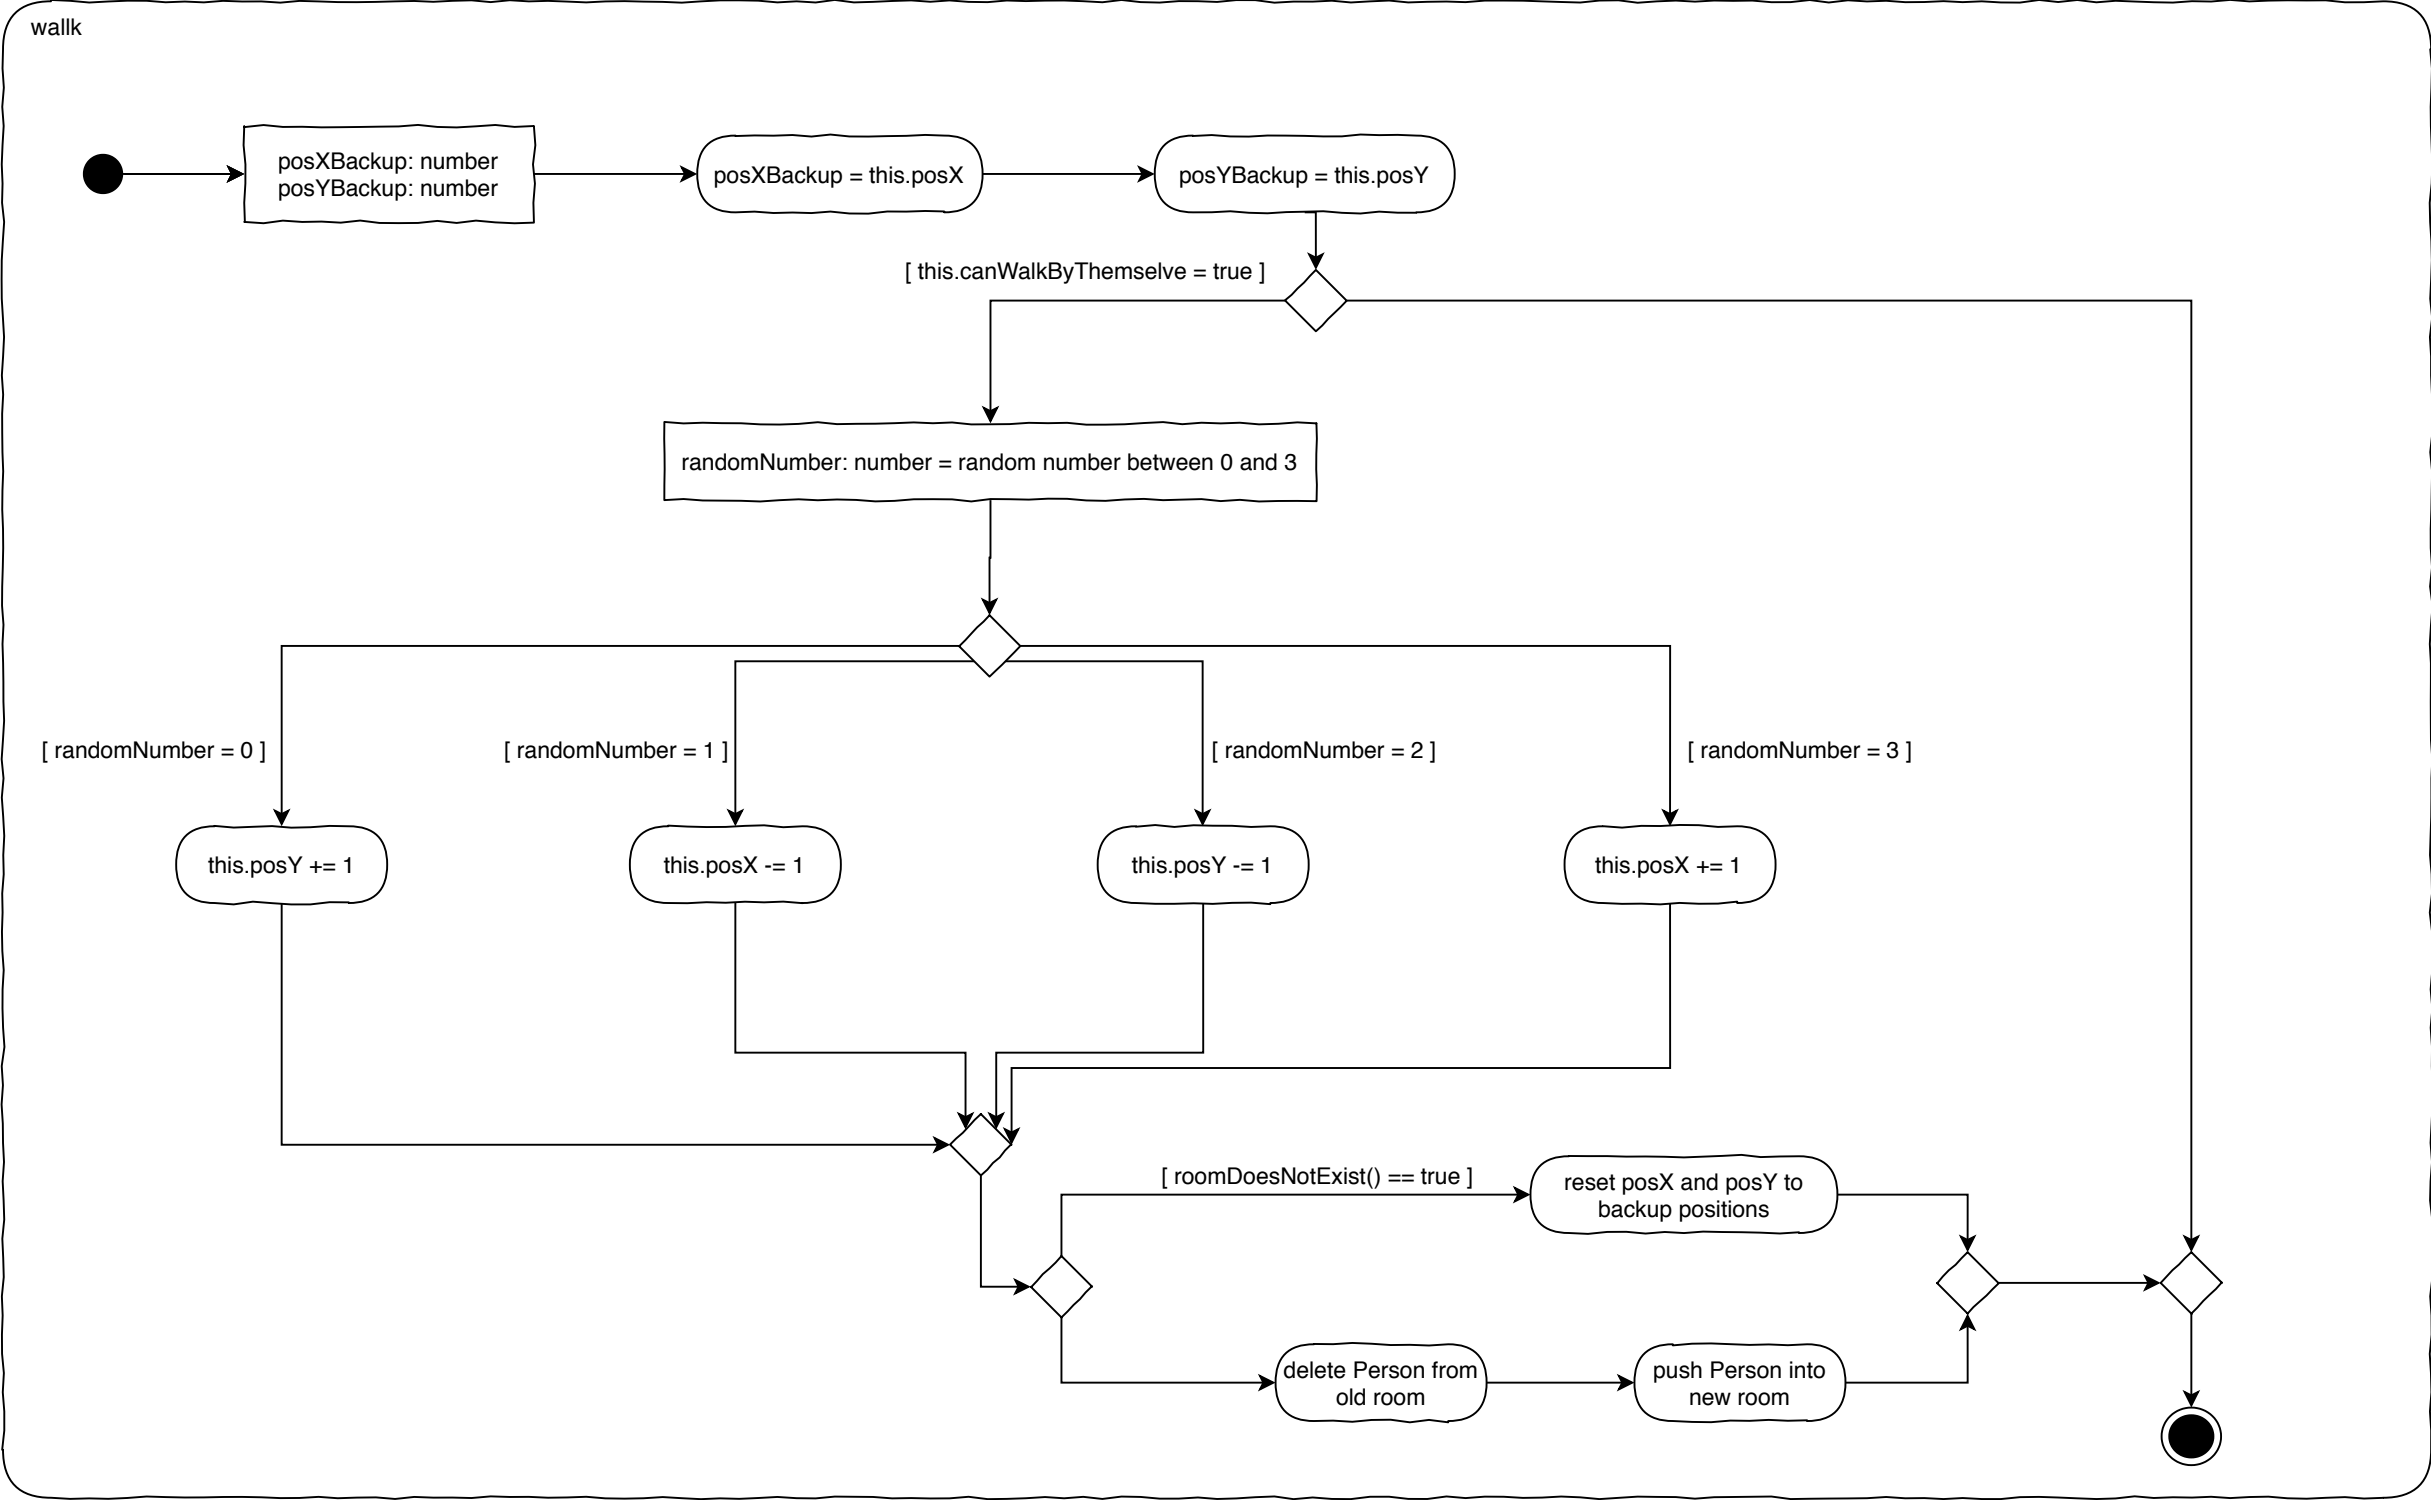 wallk
posXBackup: number
posYBackup: number
posXBackup = this.posX
posYBackup = this.posY
[ this.canWalkByThemselve = true ]
randomNumber: number = random number between 0 and 3
[ randomNumber = 0 ]
[ randomNumber = 1 ]
[ randomNumber = 2 ]
[ randomNumber = 3 ]
this.posY += 1
this.posX -= 1
this.posY -= 1
this.posX += 1
[ roomDoesNotExist() == true ]
reset posX and posY to
backup positions
delete Person from
old room
push Person into
new room